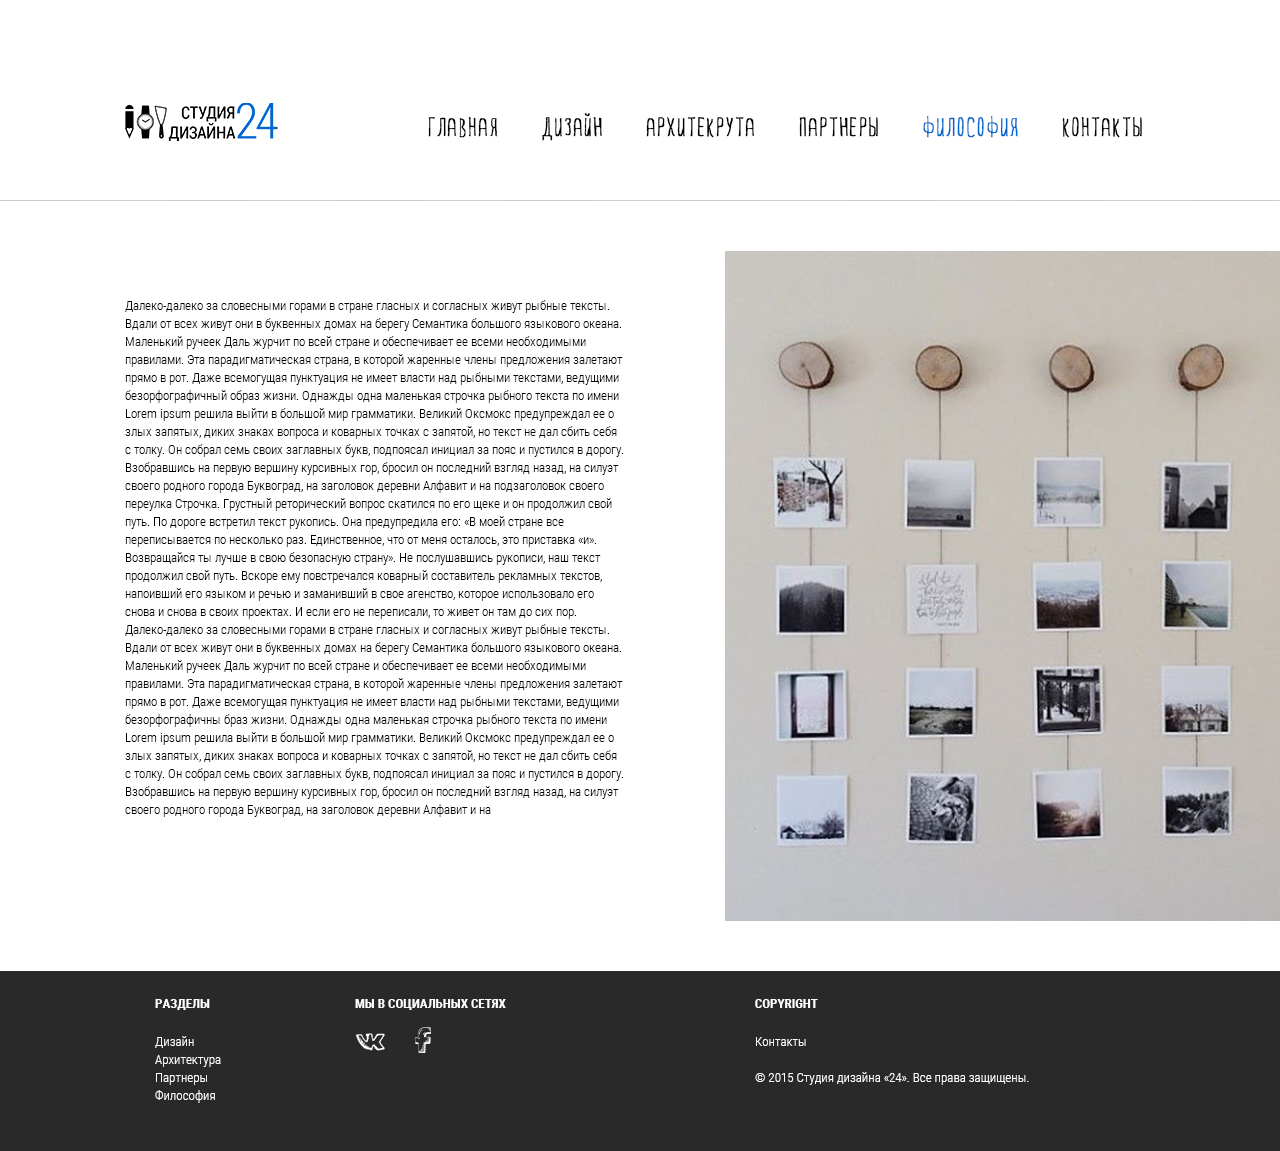 СТУДИЯ
ДИЗАЙНА24
ГЛАВНАЯ ДИЗАЙН АРХИТЕКРУТА ПАРТНЕРЫ ФИЛОСОФИЯ КОНТАКТЫ
Далеко-далеко за словесными горами в стране гласных и согласных живут рыбные тексты.
Вдали от всех живут они в буквенных домах на берегу Семантика большого языкового океана.
Маленький ручеек Даль журчит по всей стране и обеспечивает ее всеми необходимыми
правилами. Эта парадигматическая страна, в которой жаренные члены предложения залетают
прямо в рот. Даже всемогущая пунктуация не имеет власти над рыбными текстами, ведущими
безорфографичный образ жизни. Однажды одна маленькая строчка рыбного текста по имени
Lorem ipsum решила выйти в большой мир грамматики. Великий Оксмокс предупреждал ее о
злых запятых, диких знаках вопроса и коварных точках с запятой, но текст не дал сбить себя
с толку. Он собрал семь своих заглавных букв, подпоясал инициал за пояс и пустился в дорогу.
Взобравшись на первую вершину курсивных гор, бросил он последний взгляд назад, на силуэт
своего родного города Буквоград, на заголовок деревни Алфавит и на подзаголовок своего
переулка Строчка. Грустный реторический вопрос скатился по его щеке и он продолжил свой
путь. По дороге встретил текст рукопись. Она предупредила его: «В моей стране все
переписывается по несколько раз. Единственное, что от меня осталось, это приставка «и».
Возвращайся ты лучше в свою безопасную страну». Не послушавшись рукописи, наш текст
продолжил свой путь. Вскоре ему повстречался коварный составитель рекламных текстов,
напоивший его языком и речью и заманивший в свое агенство, которое использовало его
снова и снова в своих проектах. И если его не переписали, то живет он там до сих пор.
Далеко-далеко за словесными горами в стране гласных и согласных живут рыбные тексты.
Вдали от всех живут они в буквенных домах на берегу Семантика большого языкового океана.
Маленький ручеек Даль журчит по всей стране и обеспечивает ее всеми необходимыми
правилами. Эта парадигматическая страна, в которой жаренные члены предложения залетают
прямо в рот. Даже всемогущая пунктуация не имеет власти над рыбными текстами, ведущими
безорфографичны браз жизни. Однажды одна маленькая строчка рыбного текста по имени
Lorem ipsum решила выйти в большой мир грамматики. Великий Оксмокс предупреждал ее о
злых запятых, диких знаках вопроса и коварных точках с запятой, но текст не дал сбить себя
с толку. Он собрал семь своих заглавных букв, подпоясал инициал за пояс и пустился в дорогу.
Взобравшись на первую вершину курсивных гор, бросил он последний взгляд назад, на силуэт
своего родного города Буквоград, на заголовок деревни Алфавит и на
РАЗДЕЛЫ
Дизайн
Архитектура
Партнеры
Философия
МЫ В СОЦИАЛЬНЫХ СЕТЯХ
COPYRIGHT
Контакты
© 2015 Студия дизайна «24». Все права защищены.